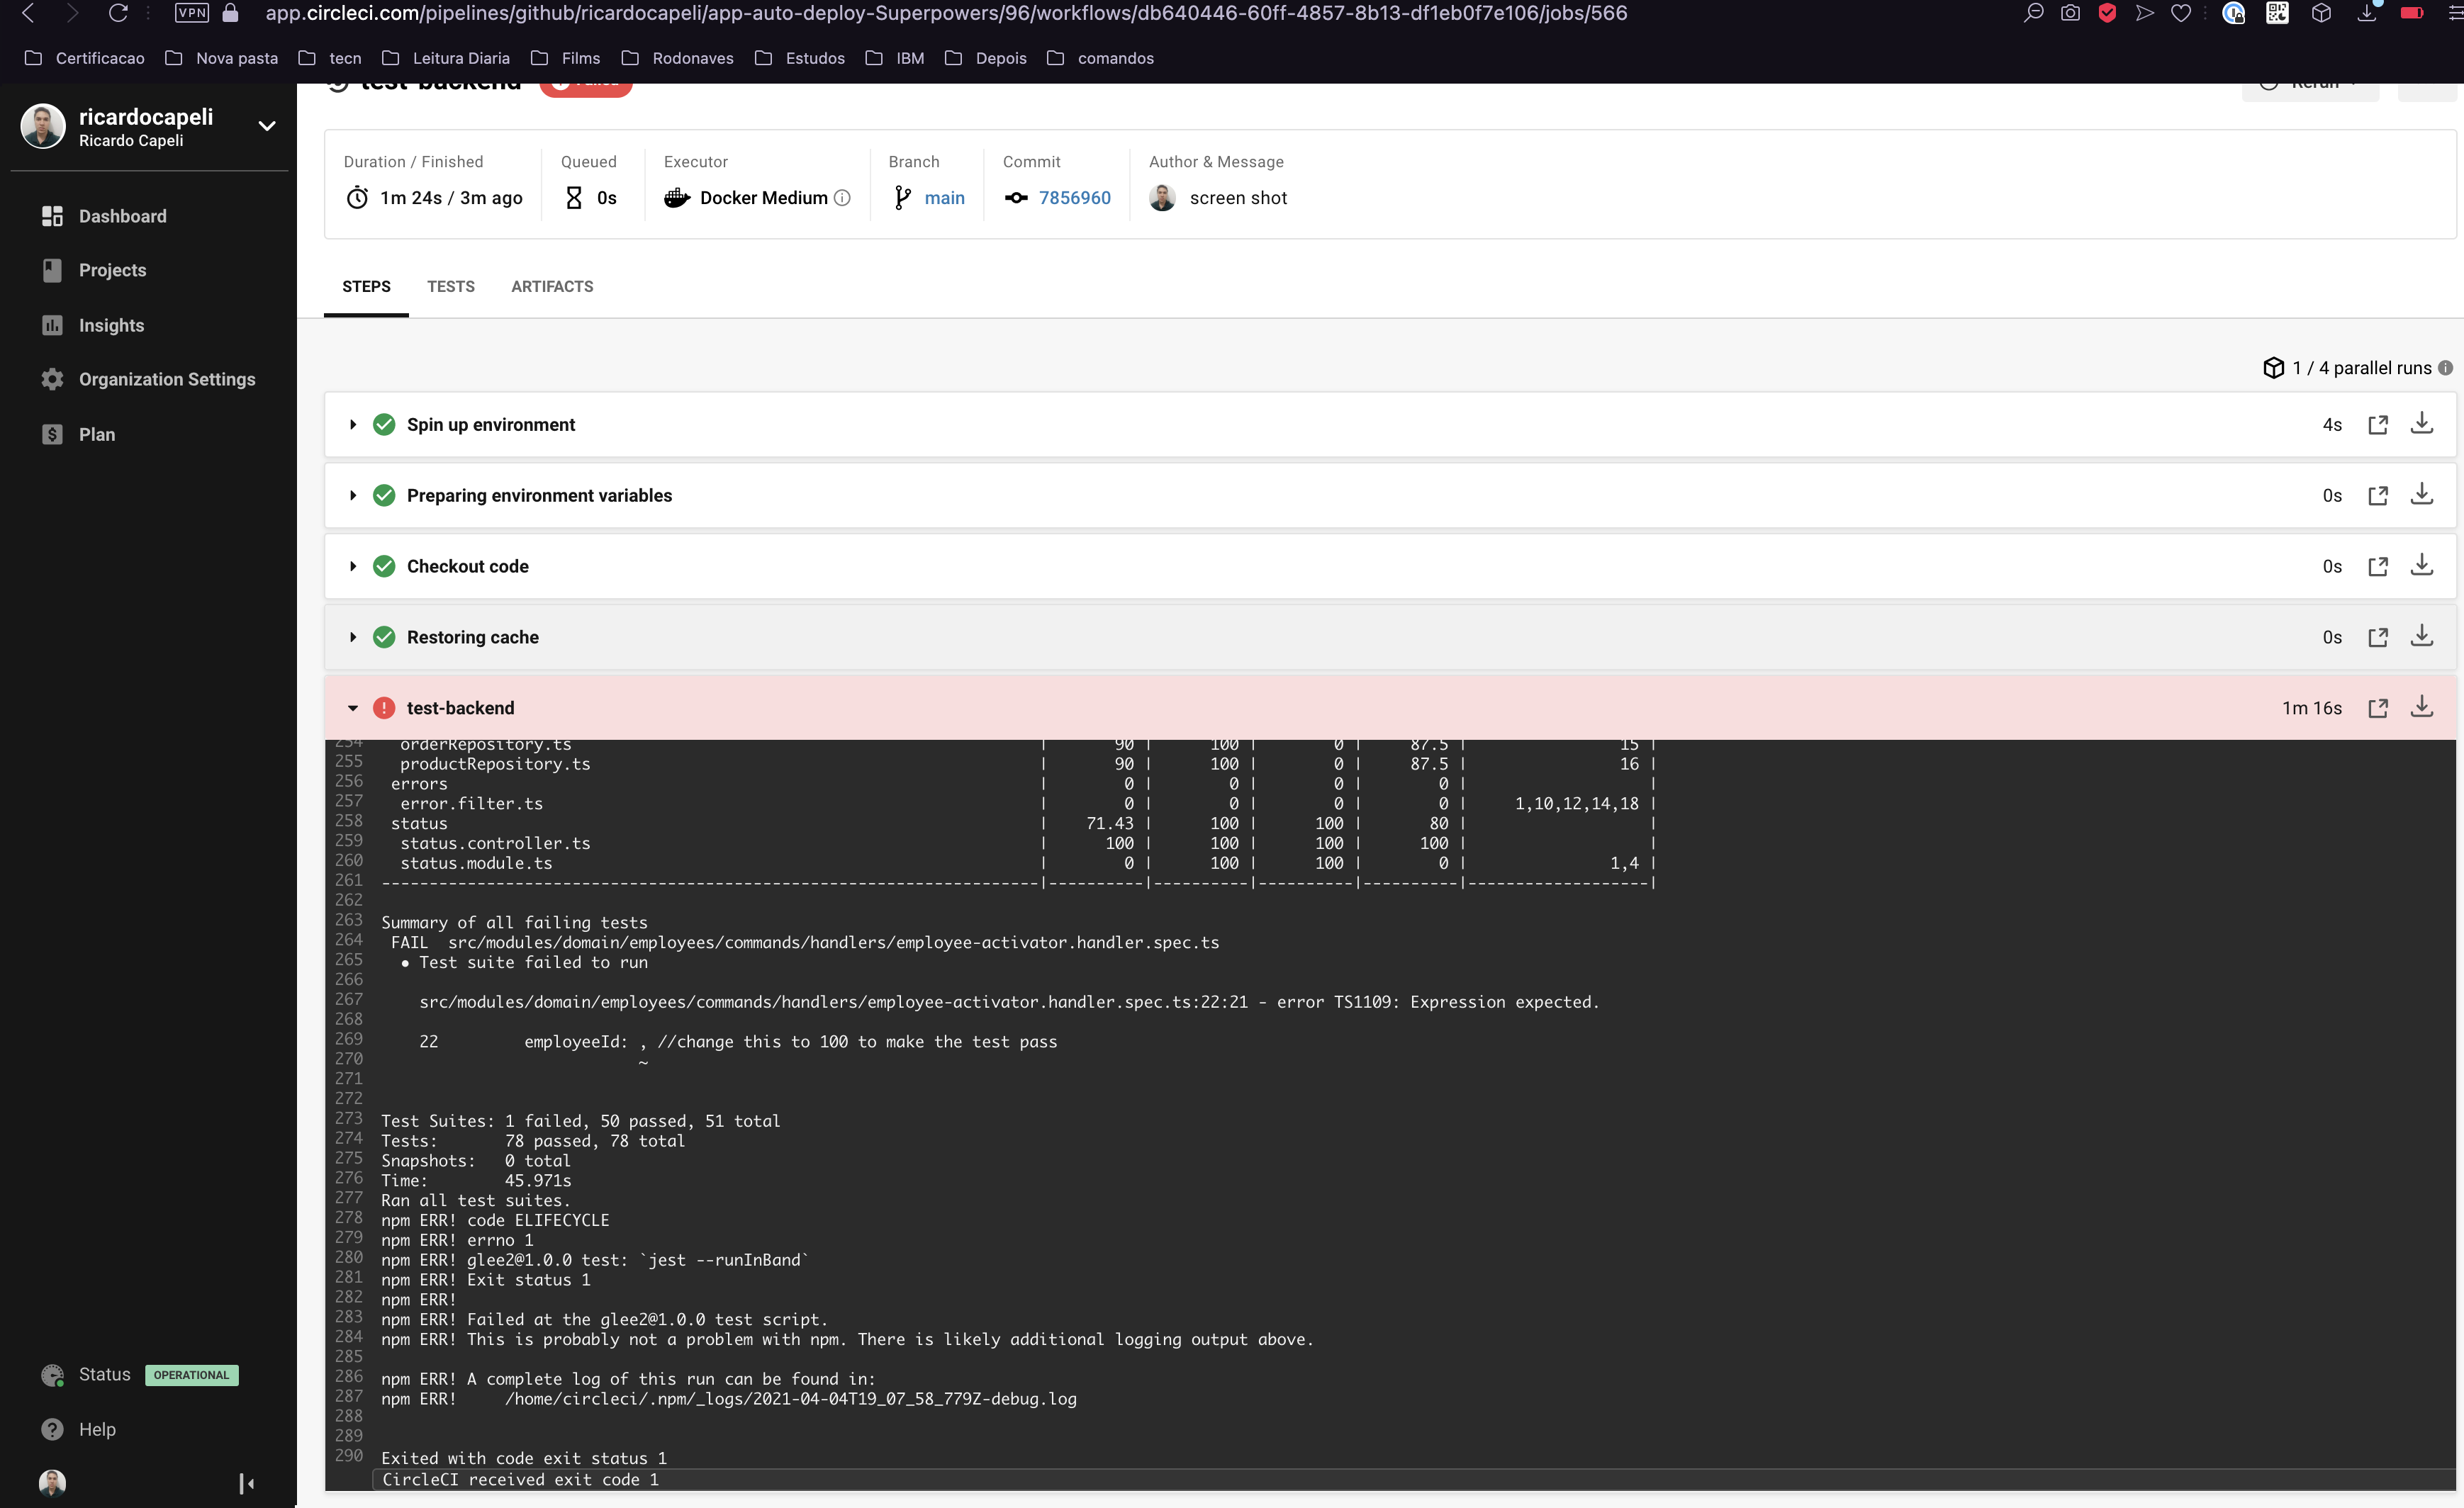 VPN
app.circleci.com/pipelines/github/ricardocapeli/app-auto-deploy-Superpowers/96/workflows/db640446-60ff-4857-8b13-df1eb0f7e106/jobs/566
Certificacao Nova pasta tecn Leitura Diaria Films Rodonaves Estudos IBM Depois comandos
ricardocapeli
Ricardo Capeli
Dashboard
Projects
Insights
Organization Settings
Plan
Status OPERATIONAL
Help
test-backend Failed
Rerun
Duration / Finished
1m 24s / 3m ago
Queued
0s
Executor
Docker Medium
Branch
main
Commit
7856960
Author & Message
screen shot
STEPS TESTS ARTIFACTS
1 / 4 parallel runs
Spin up environment 4s
Preparing environment variables 0s
Checkout code 0s
Restoring cache 0s
test-backend 1m 16s
254 orderRepository.ts | 90 | 100 | 0 | 87.5 | 15 |
255 productRepository.ts | 90 | 100 | 0 | 87.5 | 16 |
256 errors | 0 | 0 | 0 | 0 | |
257 error.filter.ts | 0 | 0 | 0 | 0 | 1,10,12,14,18 |
258 status | 71.43 | 100 | 100 | 80 | |
259 status.controller.ts | 100 | 100 | 100 | 100 | |
260 status.module.ts | 0 | 100 | 100 | 0 | 1,4 |
261 ---------------------------------------------------------------------|----------|----------|----------|----------|-------------------|
262
263 Summary of all failing tests
264 FAIL src/modules/domain/employees/commands/handlers/employee-activator.handler.spec.ts
265 ● Test suite failed to run
266
267 src/modules/domain/employees/commands/handlers/employee-activator.handler.spec.ts:22:21 - error TS1109: Expression expected.
268
269 22 employeeId: , //change this to 100 to make the test pass
270 ~
271
272
273 Test Suites: 1 failed, 50 passed, 51 total
274 Tests: 78 passed, 78 total
275 Snapshots: 0 total
276 Time: 45.971s
277 Ran all test suites.
278 npm ERR! code ELIFECYCLE
279 npm ERR! errno 1
280 npm ERR! glee2@1.0.0 test: `jest --runInBand`
281 npm ERR! Exit status 1
282 npm ERR!
283 npm ERR! Failed at the glee2@1.0.0 test script.
284 npm ERR! This is probably not a problem with npm. There is likely additional logging output above.
285
286 npm ERR! A complete log of this run can be found in:
287 npm ERR! /home/circleci/.npm/_logs/2021-04-04T19_07_58_779Z-debug.log
288
289
290 Exited with code exit status 1
CircleCI received exit code 1